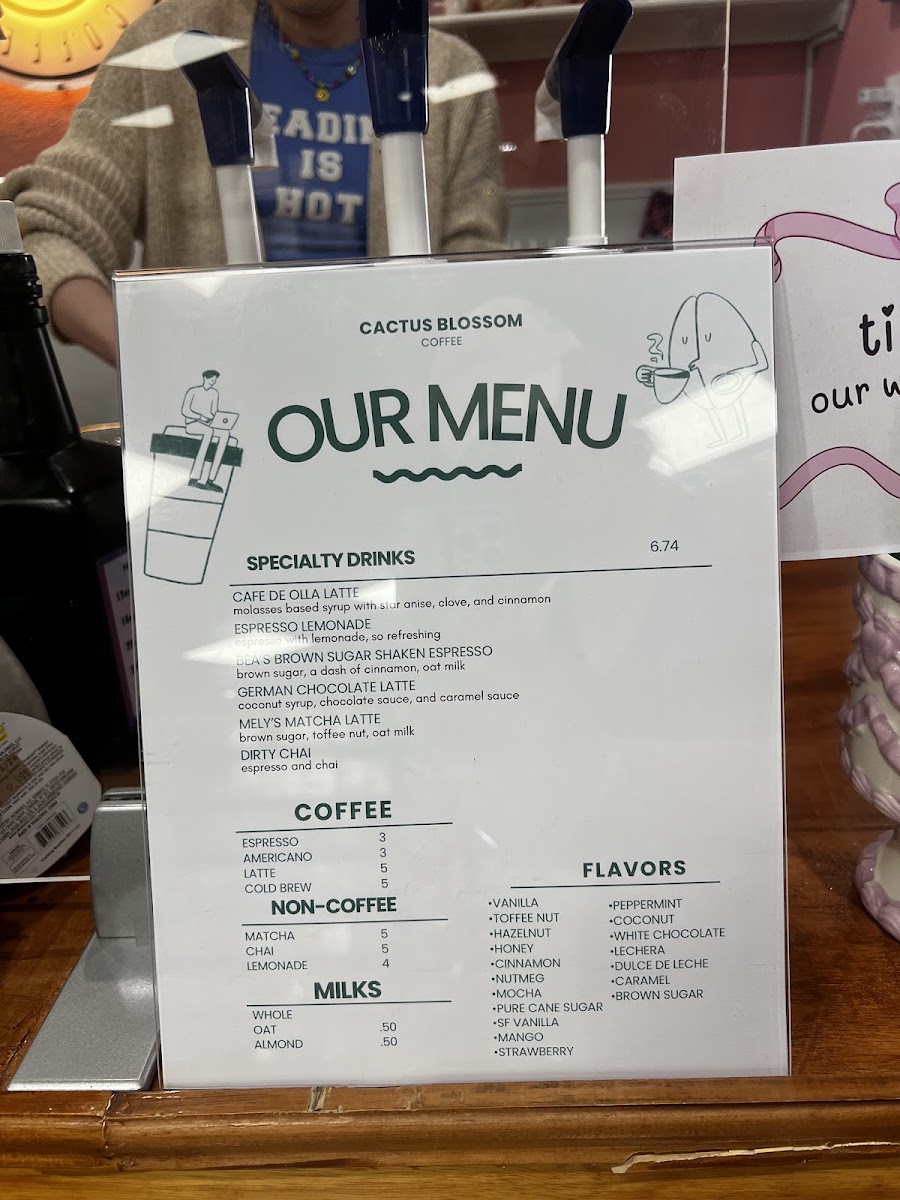 EADIN
IS
HOT
CACTUS BLOSSOM
COFFEE
OUR MENU
SPECIALTY DRINKS 6.74
CAFE DE OLLA LATTE
molasses based syrup with star anise, clove, and cinnamon
ESPRESSO LEMONADE
espresso with lemonade, so refreshing
BEA'S BROWN SUGAR SHAKEN ESPRESSO
brown sugar, a dash of cinnamon, oat milk
GERMAN CHOCOLATE LATTE
coconut syrup, chocolate sauce, and caramel sauce
MELY'S MATCHA LATTE
brown sugar, toffee nut, oat milk
DIRTY CHAI
espresso and chai
COFFEE
ESPRESSO 3
AMERICANO 3
LATTE 5
COLD BREW 5
NON-COFFEE
MATCHA 5
CHAI 5
LEMONADE 4
MILKS
WHOLE
OAT .50
ALMOND .50
FLAVORS
•VANILLA
•TOFFEE NUT
•HAZELNUT
•HONEY
•CINNAMON
•NUTMEG
•MOCHA
•PURE CANE SUGAR
•SF VANILLA
•MANGO
•STRAWBERRY
•PEPPERMINT
•COCONUT
•WHITE CHOCOLATE
•LECHERA
•DULCE DE LECHE
•CARAMEL
•BROWN SUGAR
ti
our w